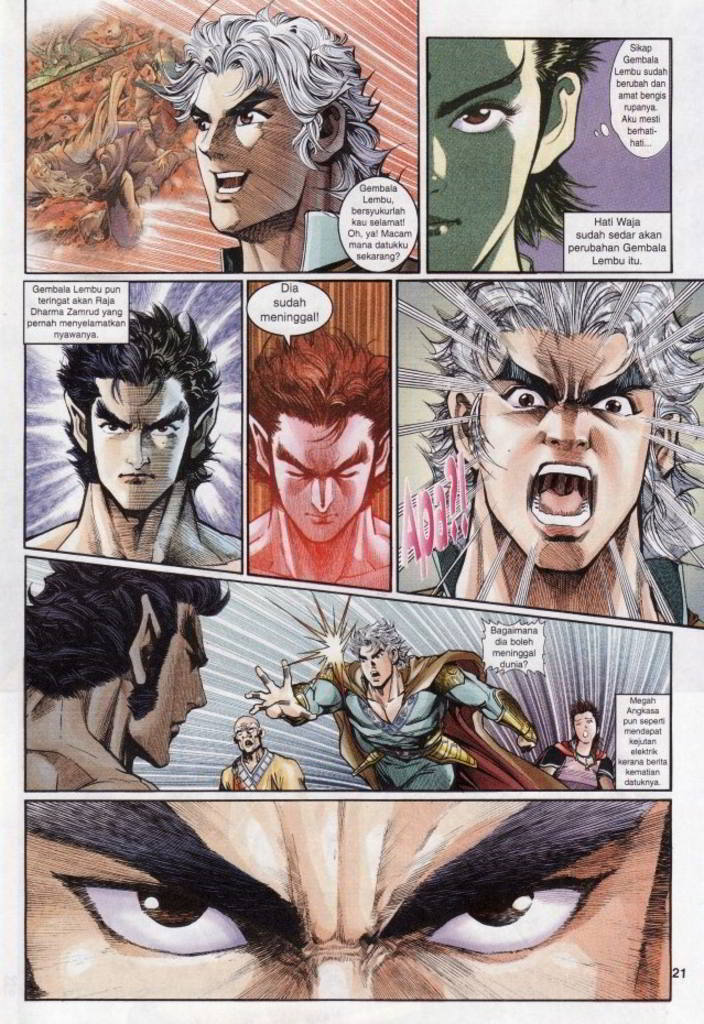 Gembala
Lembu,
bersyukurlah
kau selamat!
Oh, ya! Macam
mana datukku
sekarang?
Sikap
Gembala
Lembu sudah
berubah dan
amat bengis
rupanya.
Aku mesti
berhati-
hati...
Hati Waja
sudah sedar akan
perubahan Gembala
Lembu itu.
Gembala Lembu pun
teringat akan Raja
Dharma Zamrud yang
pernah menyelamatkan
nyawanya.
Dia
sudah
meninggal!
Apa?!
Bagaimana
dia boleh
meninggal
dunia?
Megah
Angkasa
pun seperti
mendapat
kejutan
elektrik
kerana berita
kematian
datuknya.
21